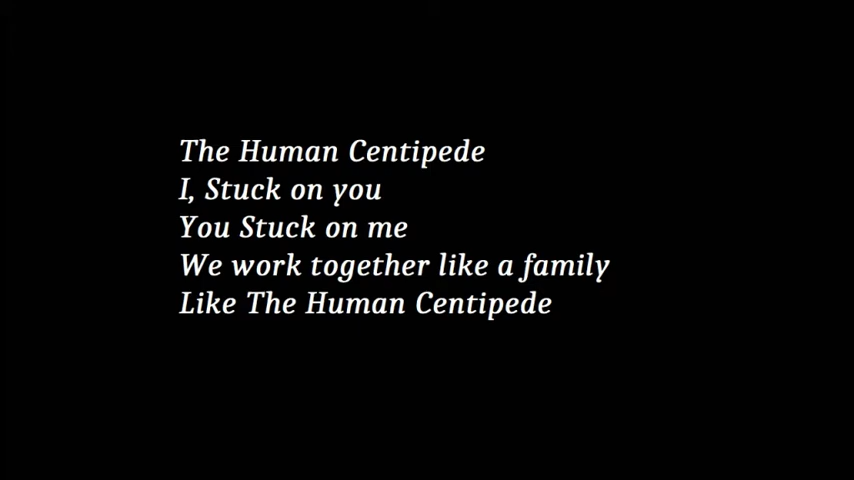 The Human Centipede
I, Stuck on you
You Stuck on me
We work together like a family
Like The Human Centipede